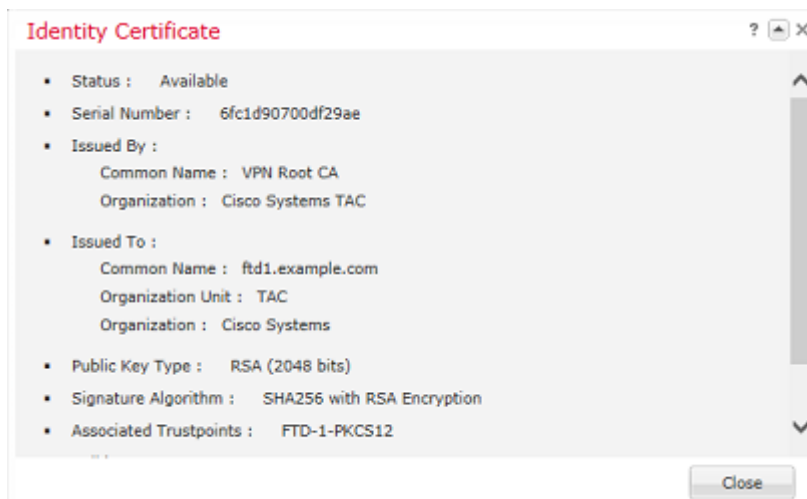 Identity Certificate
?
Status : Available
Serial Number : 6fc1d90700df29ae
Issued By :
Common Name : VPN Root CA
Organization : Cisco Systems TAC
Issued To :
Common Name : ftd1.example.com
Organization Unit : TAC
Organization : Cisco Systems
Public Key Type : RSA (2048 bits)
Signature Algorithm : SHA256 with RSA Encryption
Associated Trustpoints : FTD-1-PKCS12
Close